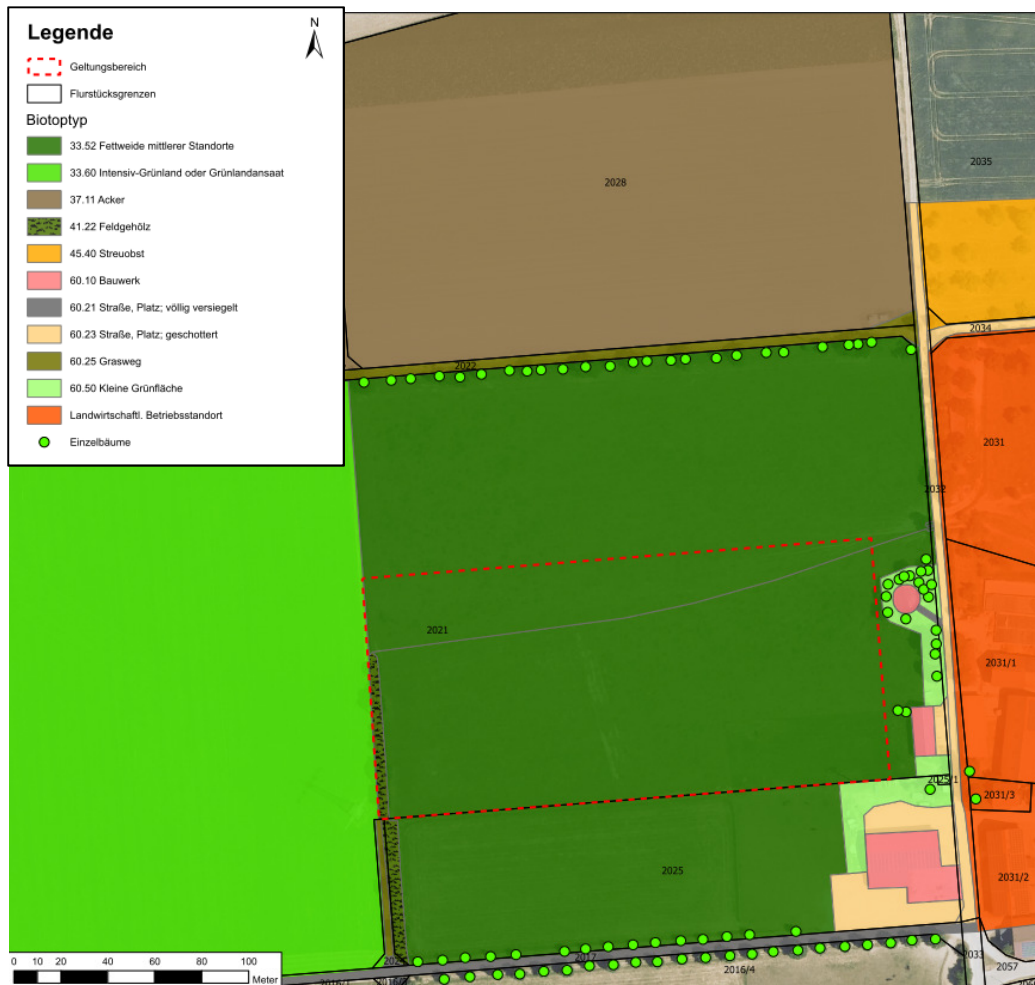 Legende
N
Geltungsbereich
Flurstücksgrenzen
Biotoptyp
33.52 Fettweide mittlerer Standorte
33.60 Intensiv-Grünland oder Grünlandansaat
37.11 Acker
41.22 Feldgehölz
45.40 Streuobst
60.10 Bauwerk
60.21 Straße, Platz; völlig versiegelt
60.23 Straße, Platz; geschottert
60.25 Grasweg
60.50 Kleine Grünfläche
Landwirtschaftl. Betriebsstandort
Einzelbäume
2035
2028
2034
2022
2031
2032
2021
2031/1
2025/1
2031/3
2025
2031/2
2017
2033
2016/4
2057
0 10 20 40 60 80 100
Meter